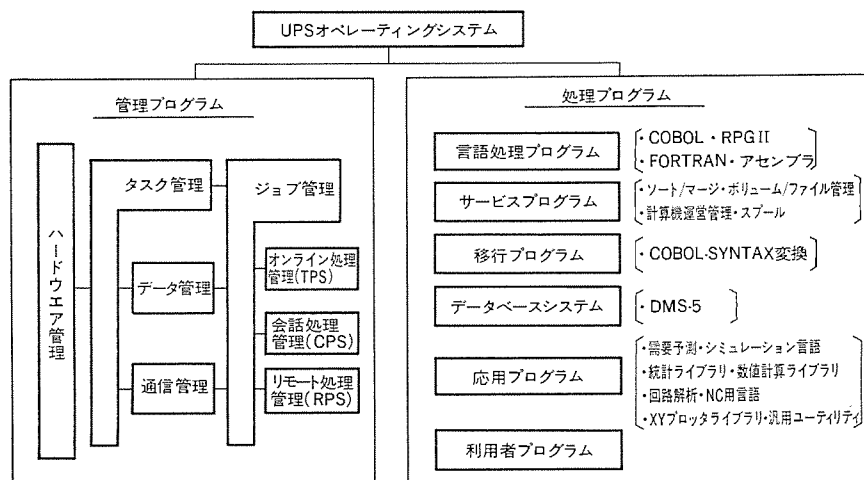 UPSオペレーティングシステム
管理プログラム
ハードウエア管理
タスク管理
ジョブ管理
データ管理
通信管理
オンライン処理
管理(TPS)
会話処理
管理(CPS)
リモート処理
管理(RPS)
処理プログラム
言語処理プログラム
・COBOL・RPGII
・FORTRAN・アセンブラ
サービスプログラム
・ソート/マージ・ボリューム/ファイル管理
・計算機運営管理・スプール
移行プログラム
・COBOL-SYNTAX変換
データベースシステム
・DMS-5
応用プログラム
・需要予測・シミュレーション言語
・統計ライブラリ・数値計算ライブラリ
・回路解析・NC用言語
・XYプロッタライブラリ・汎用ユーティリティ
利用者プログラム